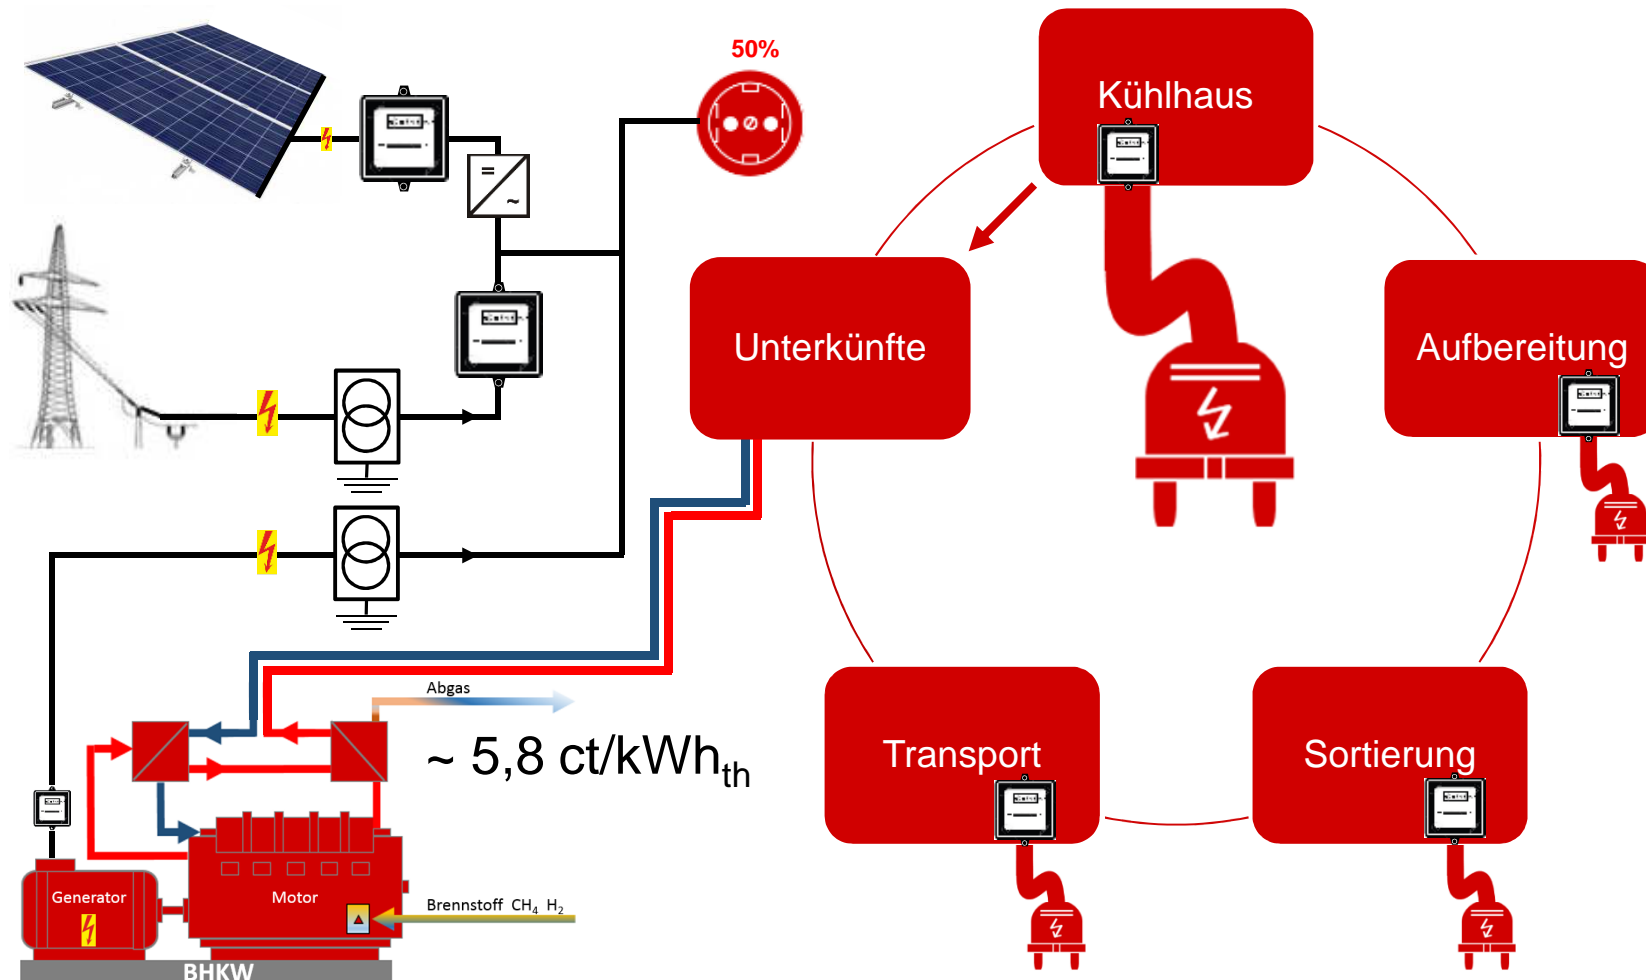 50%
Kühlhaus
=
~
Unterkünfte
Aufbereitung
Abgas
~ 5,8 ct/kWhth
Transport
Sortierung
Generator
Motor
Brennstoff CH4 H2
BHKW